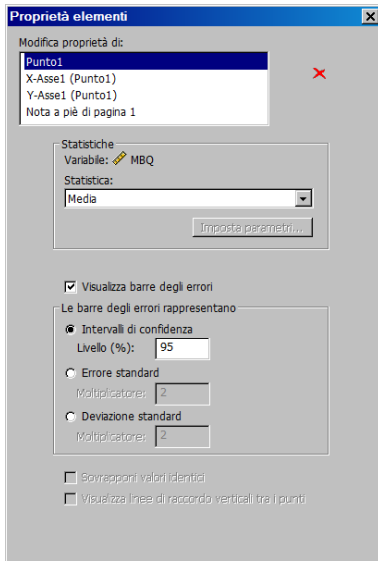 Proprietà elementi
Modifica proprietà di:
Punto1
X-Asse1 (Punto1)
Y-Asse1 (Punto1)
Nota a piè di pagina 1
Statistiche
Variabile: MBQ
Statistica:
Media
Imposta parametri...
Visualizza barre degli errori
Le barre degli errori rappresentano
Intervalli di confidenza
Livello (%): 95
Errore standard
Moltiplicatore: 2
Deviazione standard
Moltiplicatore: 2
Sovrapponi valori identici
Visualizza linee di raccordo verticali tra i punti